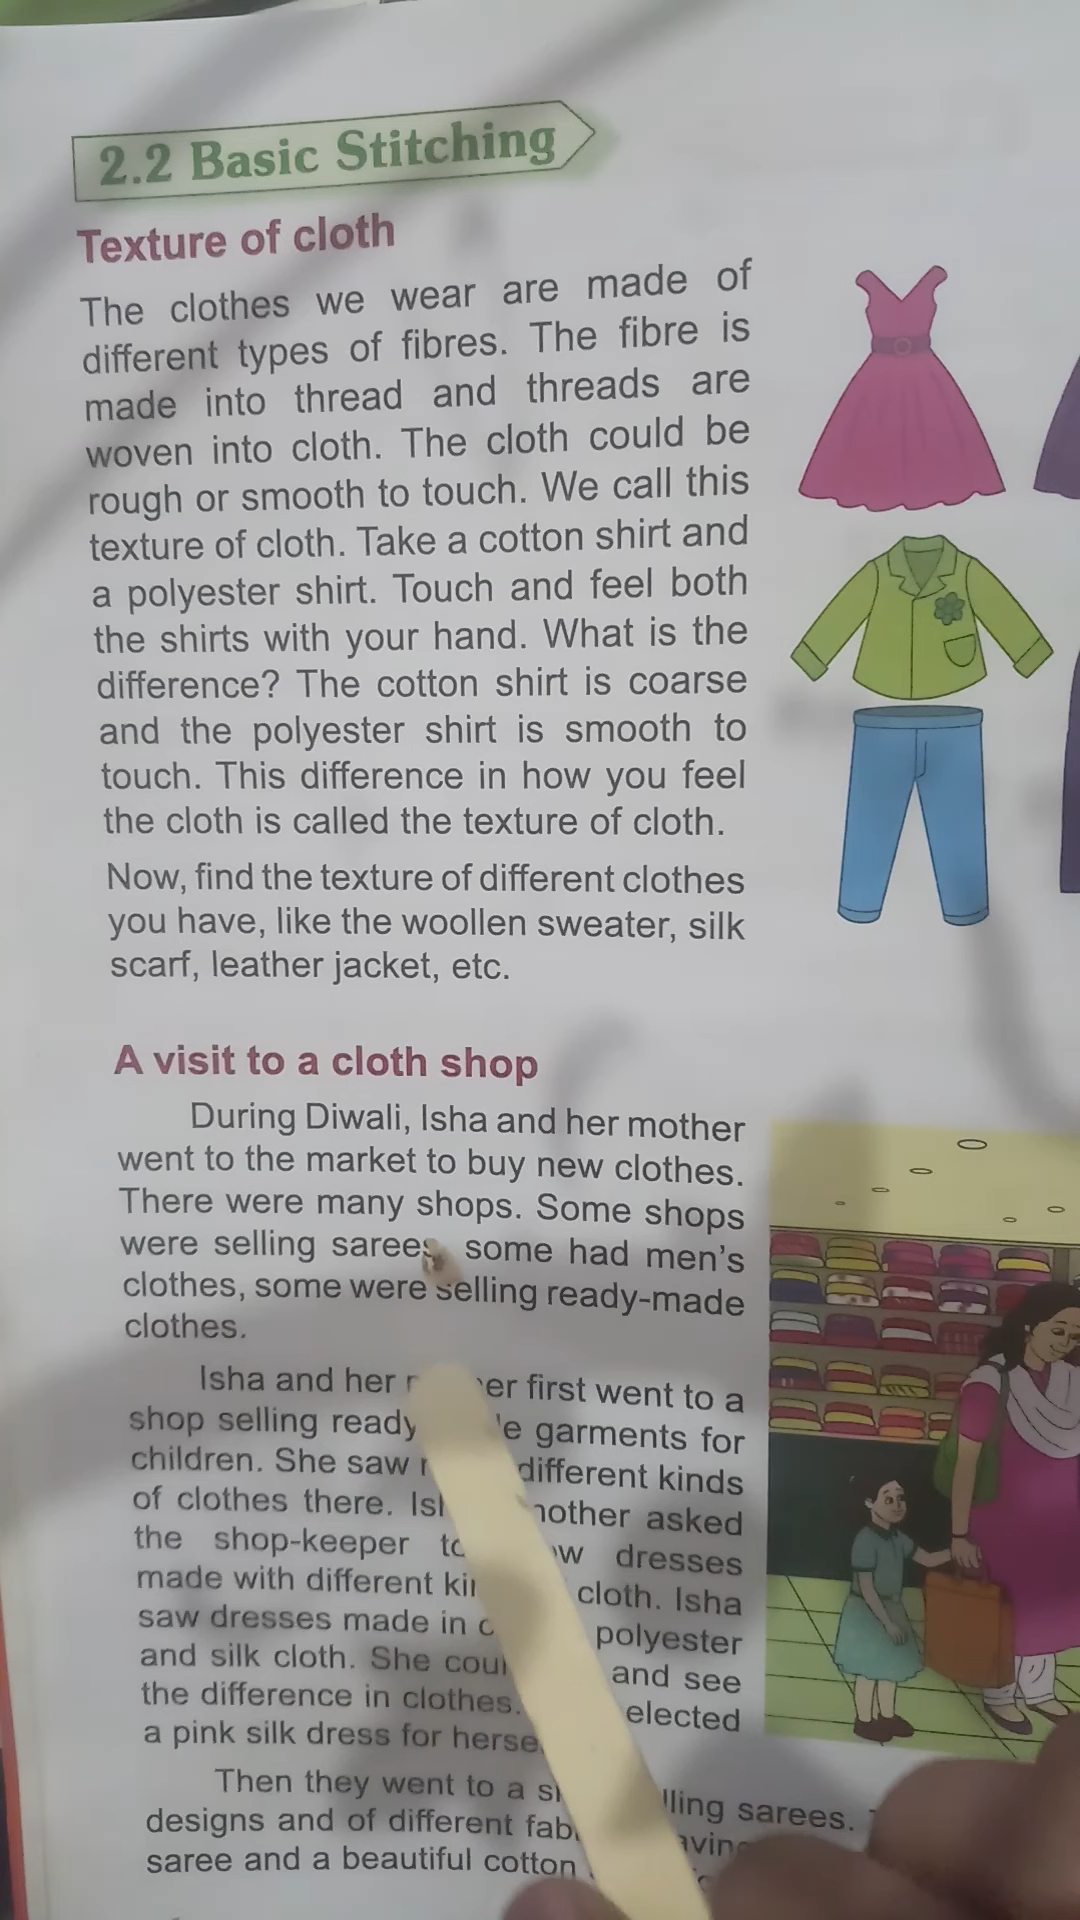 2.2 Basic Stitching
Texture of cloth
The clothes we wear are made of
different types of fibres. The fibre is
made into thread and threads are
woven into cloth. The cloth could be
rough or smooth to touch. We call this
texture of cloth. Take a cotton shirt and
a polyester shirt. Touch and feel both
the shirts with your hand. What is the
difference? The cotton shirt is coarse
and the polyester shirt is smooth to
touch. This difference in how you feel
the cloth is called the texture of cloth.
Now, find the texture of different clothes
you have, like the woollen sweater, silk
scarf, leather jacket, etc.
A visit to a cloth shop
During Diwali, Isha and her mother
went to the market to buy new clothes.
There were many shops. Some shops
were selling sarees some had men's
clothes, some were selling ready-made
clothes.
Isha and her first went to a
shop selling ready garments for
children. She saw different kinds
of clothes there. mother asked
the shop-keeper dresses
made with different cloth. Isha
saw dresses made in polyester
and silk cloth. She and see
the difference in clothes.
a pink silk dress for
Then they went to a sarees.
designs and of different
saree and a beautiful cotton